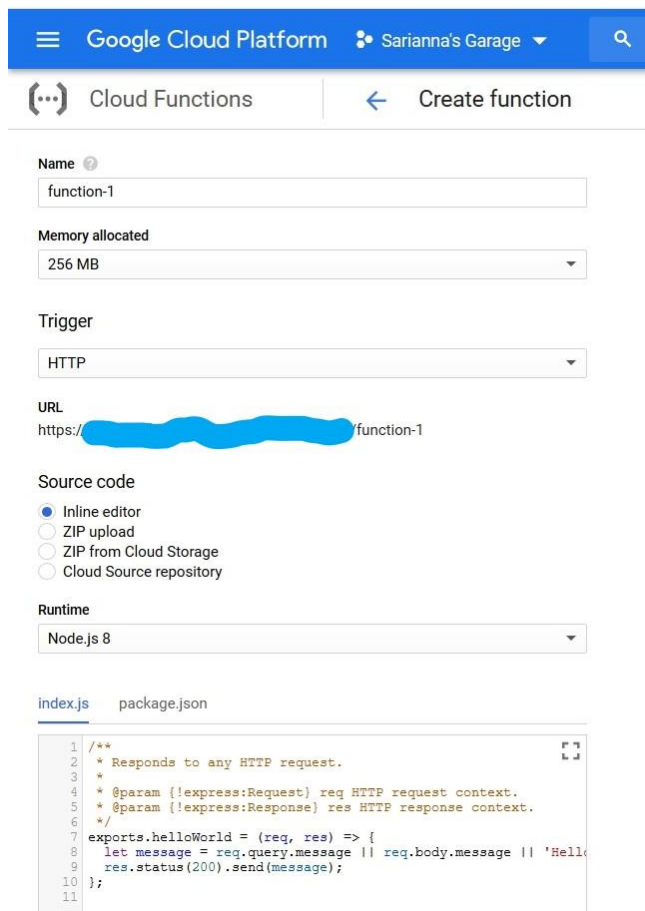 Google Cloud Platform Sarianna's Garage
Cloud Functions Create function
Name
function-1
Memory allocated
256 MB
Trigger
HTTP
URL
https:/ /function-1
Source code
Inline editor
ZIP upload
ZIP from Cloud Storage
Cloud Source repository
Runtime
Node.js 8
index.js package.json
1 /**
2 * Responds to any HTTP request.
3 *
4 * @param {!express:Request} req HTTP request context.
5 * @param {!express:Response} res HTTP response context.
6 */
7 exports.helloWorld = (req, res) => {
8 let message = req.query.message || req.body.message || 'Hell
9 res.status(200).send(message);
10 };
11